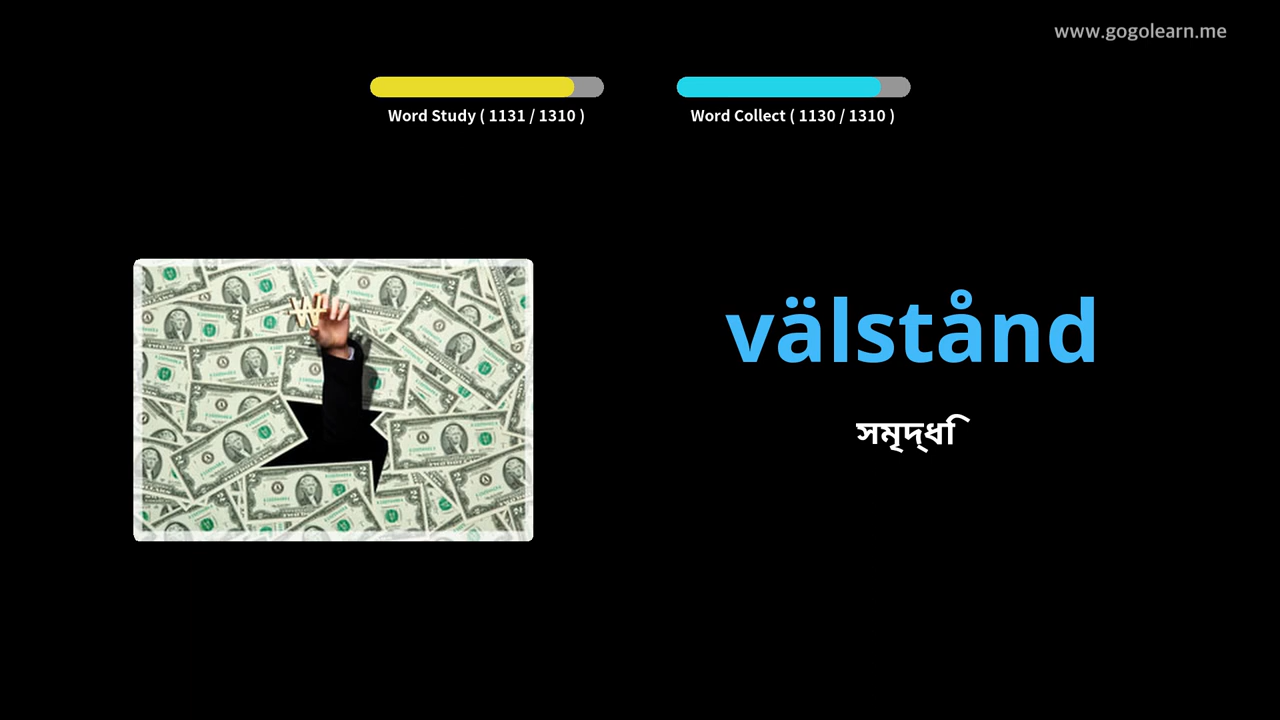 www.gogolearn.me
Word Study ( 1131 / 1310 )
Word Collect ( 1130 / 1310 )
välstånd
সমৃদ্ধি